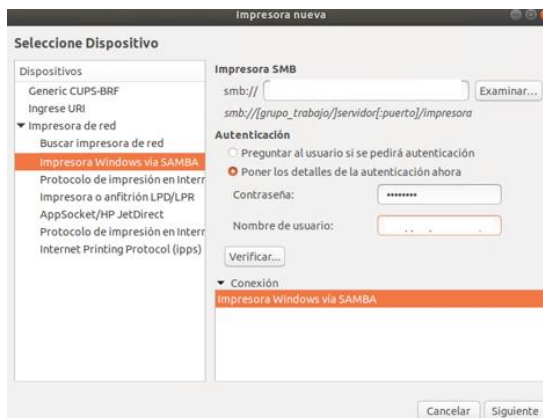 Impresora nueva
Seleccione Dispositivo
Dispositivos
Generic CUPS-BRF
Ingrese URI
Impresora de red
Buscar impresora de red
Impresora Windows vía SAMBA
Protocolo de impresión en Intern
Impresora o anfitrión LPD/LPR
AppSocket/HP JetDirect
Protocolo de impresión en Intern
Internet Printing Protocol (ipps)
Impresora SMB
smb://
Examinar...
smb://[grupo_trabajo/]servidor[:puerto]/impresora
Autenticación
Preguntar al usuario si se pedirá autenticación
Poner los detalles de la autenticación ahora
Contraseña: ••••••••
Nombre de usuario:
Verificar...
Conexión
Impresora Windows vía SAMBA
Cancelar Siguiente